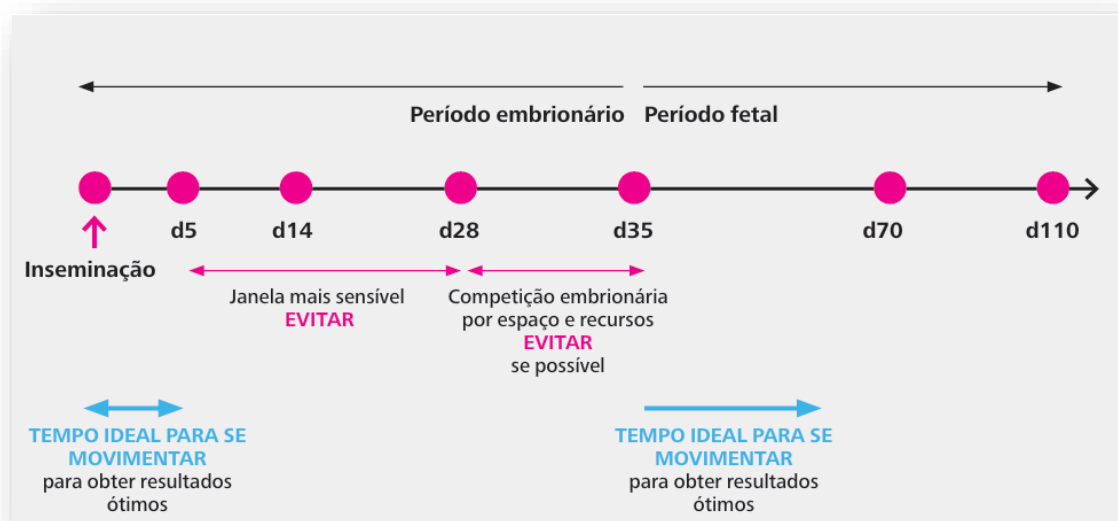 Período embrionário
Período fetal
d5
d14
d28
d35
d70
d110
Inseminação
Janela mais sensível
EVITAR
Competição embrionária
por espaço e recursos
EVITAR
se possível
TEMPO IDEAL PARA SE
MOVIMENTAR
para obter resultados
ótimos
TEMPO IDEAL PARA SE
MOVIMENTAR
para obter resultados
ótimos